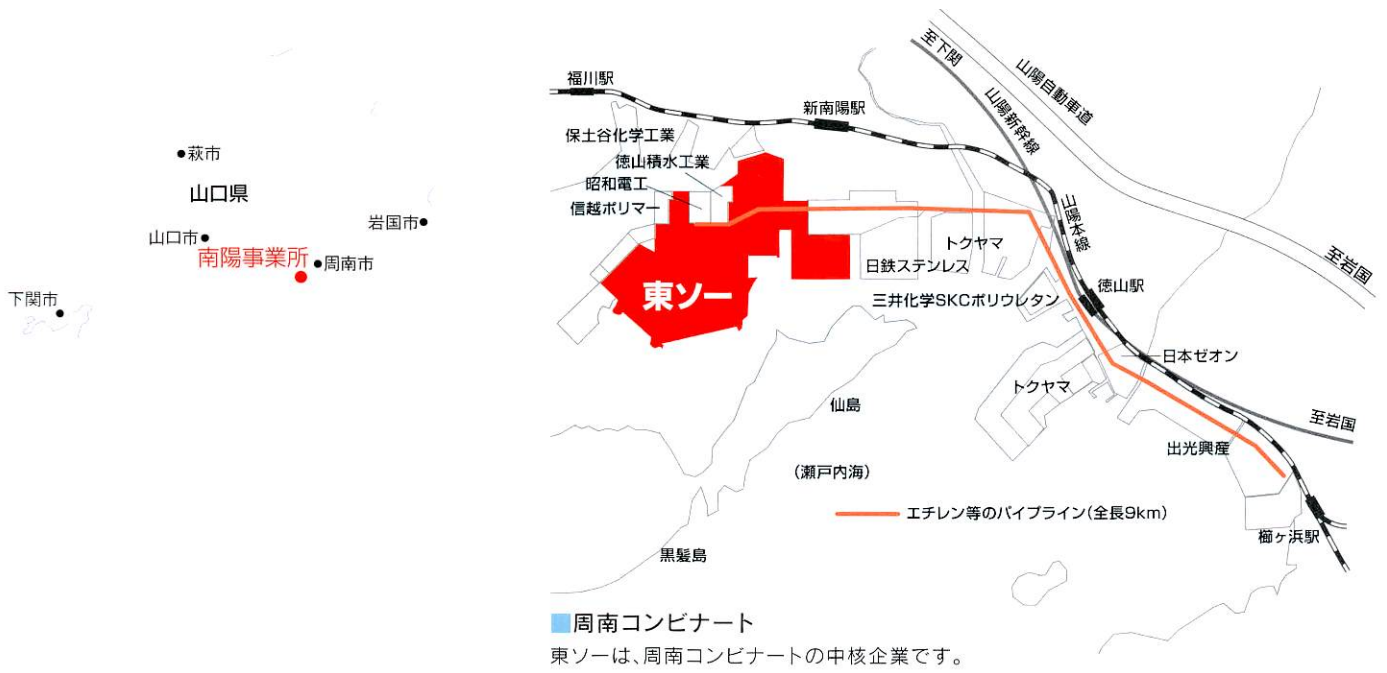 萩市
山口県
岩国市
山口市
南陽事業所
周南市
下関市
至下関
山陽自動車道
福川駅
山陽新幹線
新南陽駅
保土谷化学工業
徳山積水工業
昭和電工
信越ポリマー
山陽本線
トクヤマ
至岩国
日鉄ステンレス
東ソー
三井化学SKCポリウレタン
徳山駅
日本ゼオン
トクヤマ
仙島
至岩国
出光興産
(瀬戸内海)
エチレン等のパイプライン(全長9km)
櫛ヶ浜駅
黒髪島
周南コンビナート
東ソーは、周南コンビナートの中核企業です。